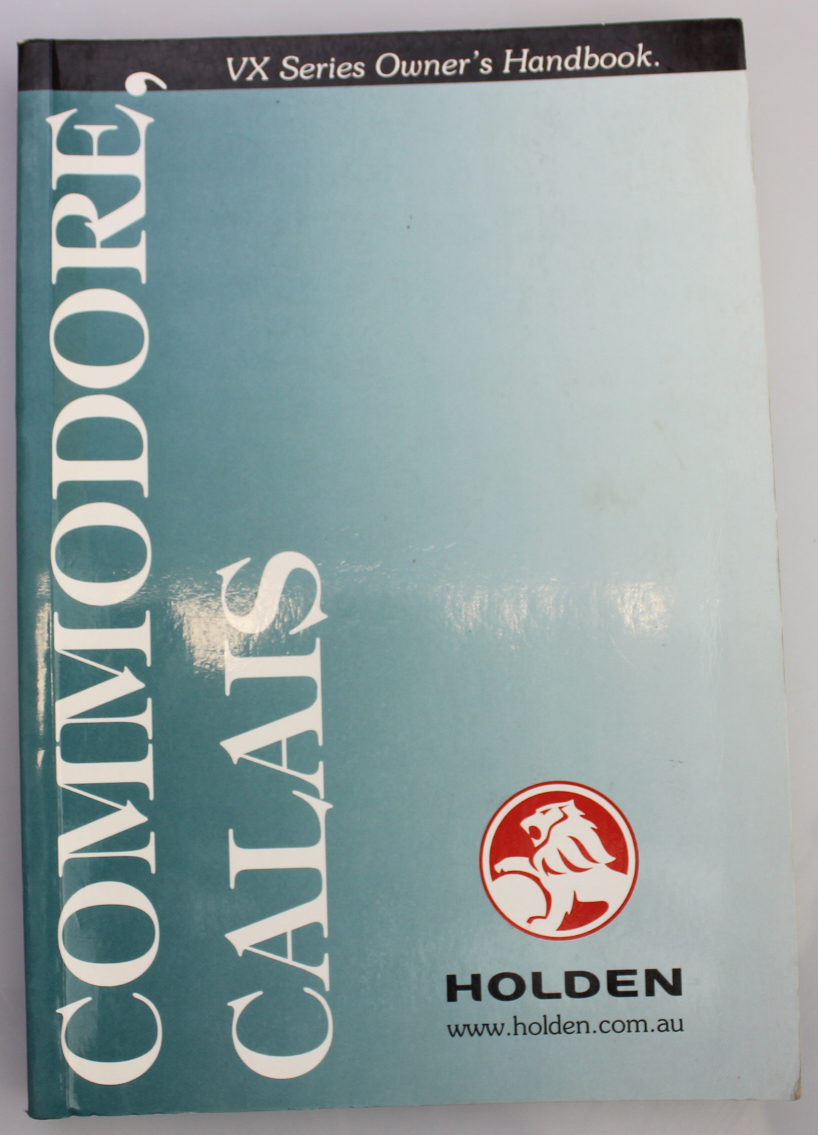 VX Series Owner's Handbook.
COMMODORE,
CALAIS
HOLDEN
www.holden.com.au